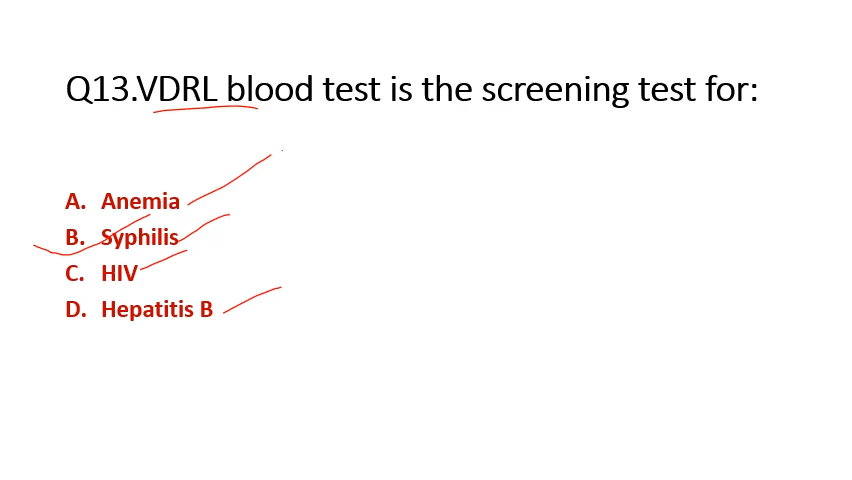 Q13.VDRL blood test is the screening test for:
A. Anemia
B. Syphilis
C. HIV
D. Hepatitis B